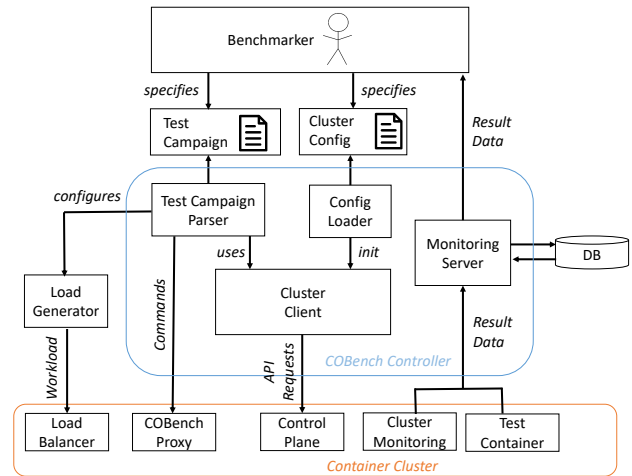 Benchmarker
specifies
specifies
Test
Campaign
Cluster
Config
Result
Data
configures
Test Campaign
Parser
Config
Loader
Monitoring
Server
DB
uses
init
Load
Generator
Commands
Cluster
Client
Result
Data
Workload
API
Requests
COBench Controller
Load
Balancer
COBench
Proxy
Control
Plane
Cluster
Monitoring
Test
Container
Container Cluster